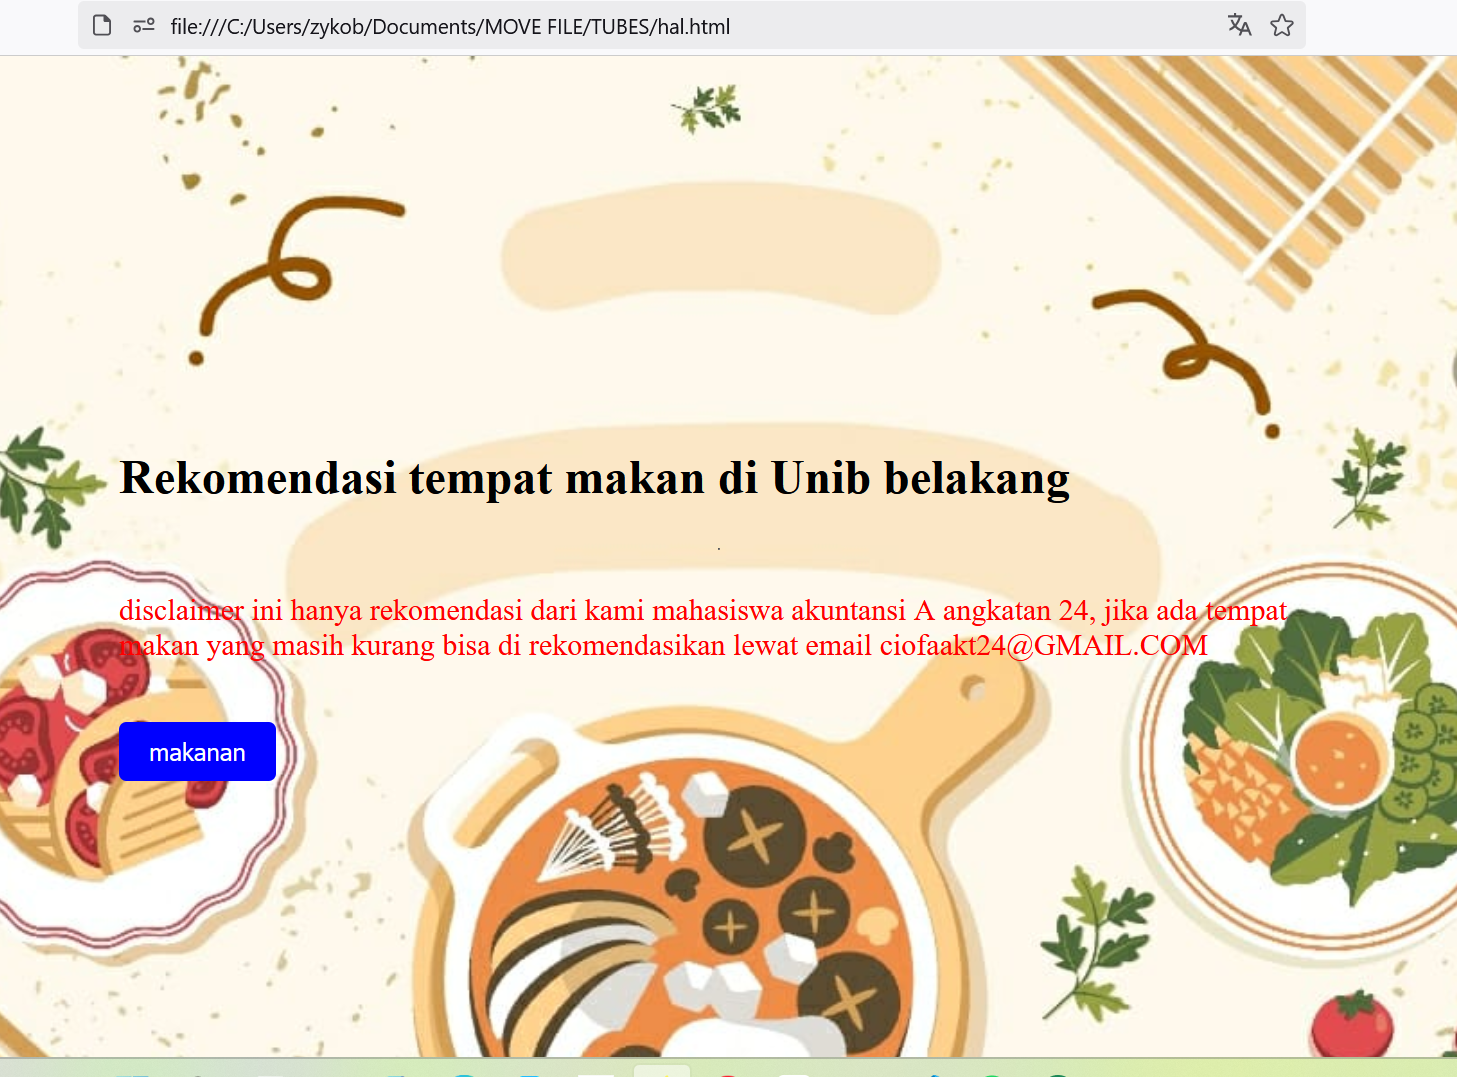 file:///C:/Users/zykob/Documents/MOVE FILE/TUBES/hal.html
Rekomendasi tempat makan di Unib belakang
.
disclaimer ini hanya rekomendasi dari kami mahasiswa akuntansi A angkatan 24, jika ada tempat
makan yang masih kurang bisa di rekomendasikan lewat email ciofaakt24@GMAIL.COM
makanan